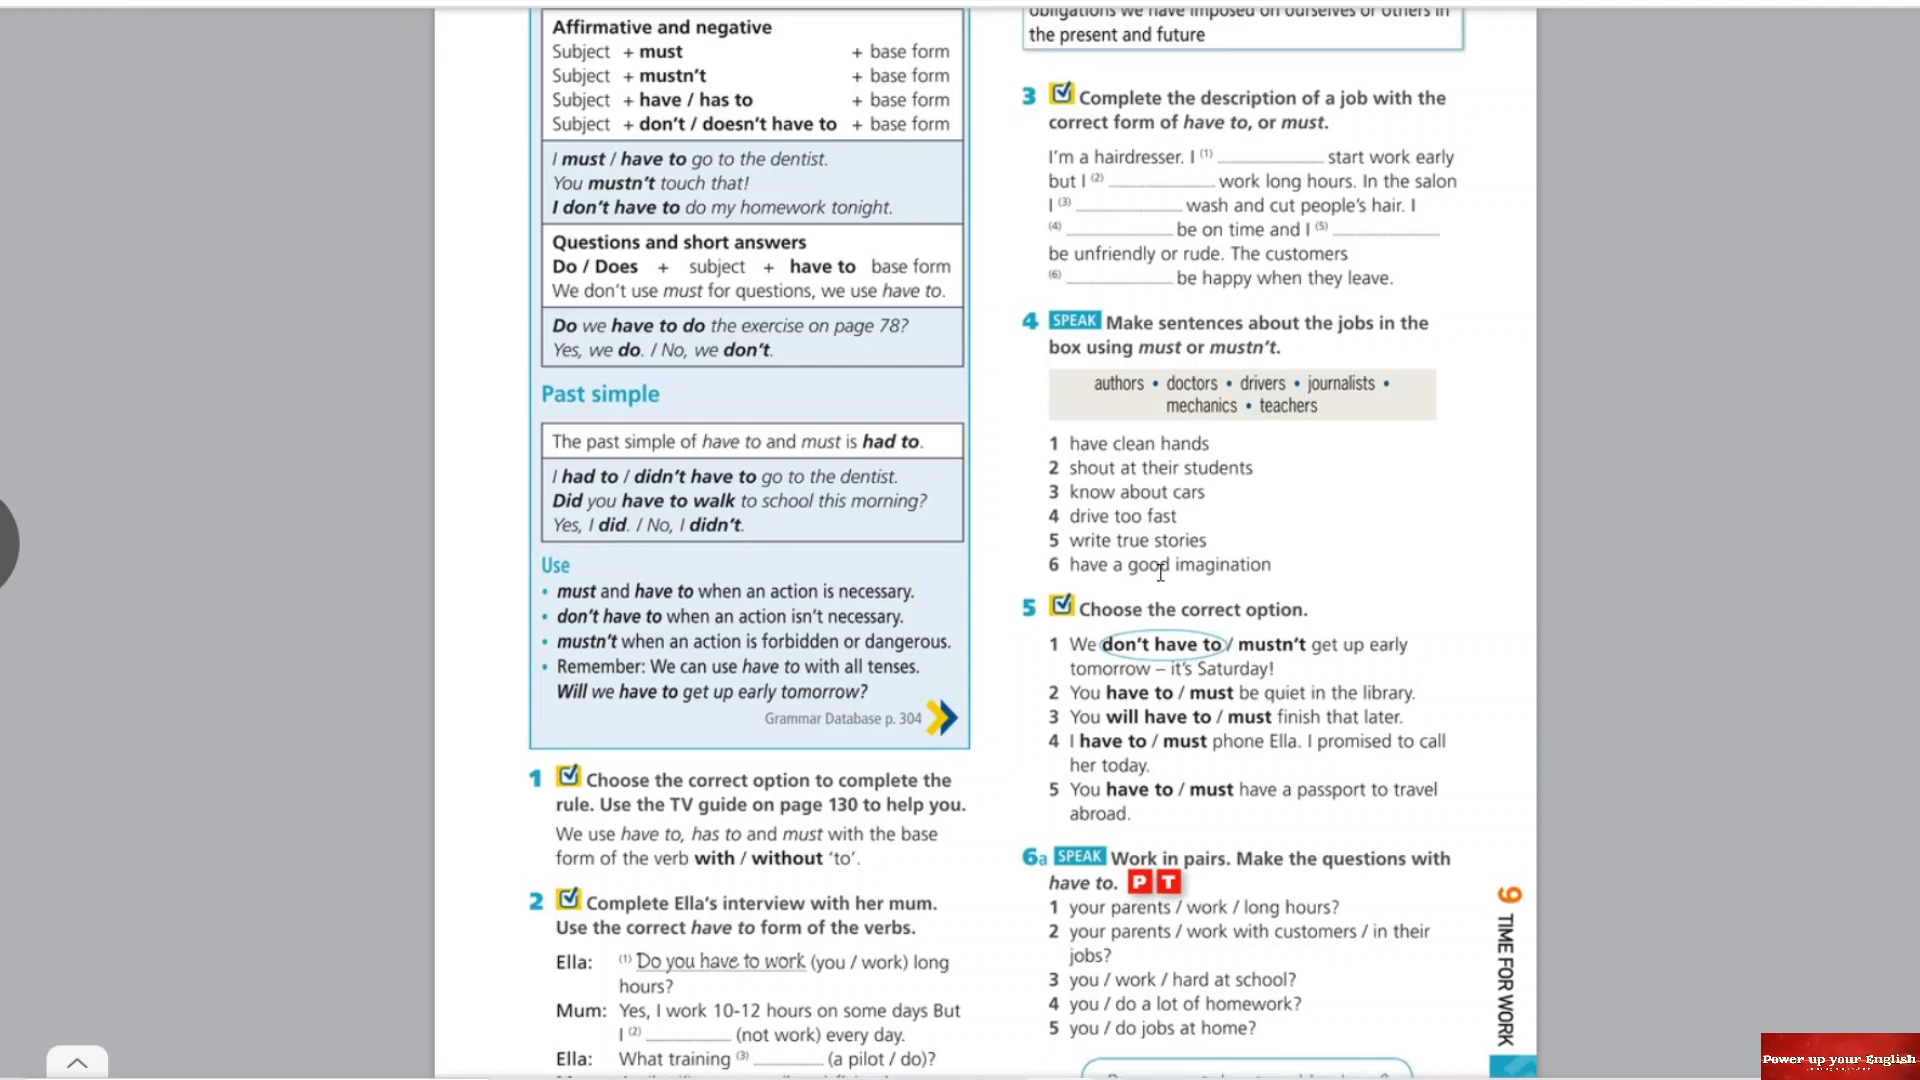 Affirmative and negative
Subject + must + base form
Subject + mustn't + base form
Subject + have / has to + base form
Subject + don't / doesn't have to + base form
I must / have to go to the dentist.
You mustn't touch that!
I don't have to do my homework tonight.
Questions and short answers
Do / Does + subject + have to base form
We don't use must for questions, we use have to.
Do we have to do the exercise on page 78?
Yes, we do. / No, we don't.
Past simple
The past simple of have to and must is had to.
I had to / didn't have to go to the dentist.
Did you have to walk to school this morning?
Yes, I did. / No, I didn't.
Use
• must and have to when an action is necessary.
• don't have to when an action isn't necessary.
• mustn't when an action is forbidden or dangerous.
• Remember: We can use have to with all tenses.
Will we have to get up early tomorrow?
Grammar Database p. 304
1 Choose the correct option to complete the
rule. Use the TV guide on page 130 to help you.
We use have to, has to and must with the base
form of the verb with / without 'to'.
2 Complete Ella's interview with her mum.
Use the correct have to form of the verbs.
Ella: (1) Do you have to work (you / work) long
hours?
Mum: Yes, I work 10-12 hours on some days But
I (2) (not work) every day.
Ella: What training (3) (a pilot / do)?
obligations we have imposed on ourselves or others in
the present and future
3 Complete the description of a job with the
correct form of have to, or must.
I'm a hairdresser. I (1) start work early
but I (2) work long hours. In the salon
I (3) wash and cut people's hair. I
(4) be on time and I (5)
be unfriendly or rude. The customers
(6) be happy when they leave.
4 SPEAK Make sentences about the jobs in the
box using must or mustn't.
authors • doctors • drivers • journalists •
mechanics • teachers
1 have clean hands
2 shout at their students
3 know about cars
4 drive too fast
5 write true stories
6 have a good imagination
5 Choose the correct option.
1 We don't have to / mustn't get up early
tomorrow – it's Saturday!
2 You have to / must be quiet in the library.
3 You will have to / must finish that later.
4 I have to / must phone Ella. I promised to call
her today.
5 You have to / must have a passport to travel
abroad.
6a SPEAK Work in pairs. Make the questions with
have to. P T
1 your parents / work / long hours?
2 your parents / work with customers / in their
jobs?
3 you / work / hard at school?
4 you / do a lot of homework?
5 you / do jobs at home?
9 TIME FOR WORK
Power up your English